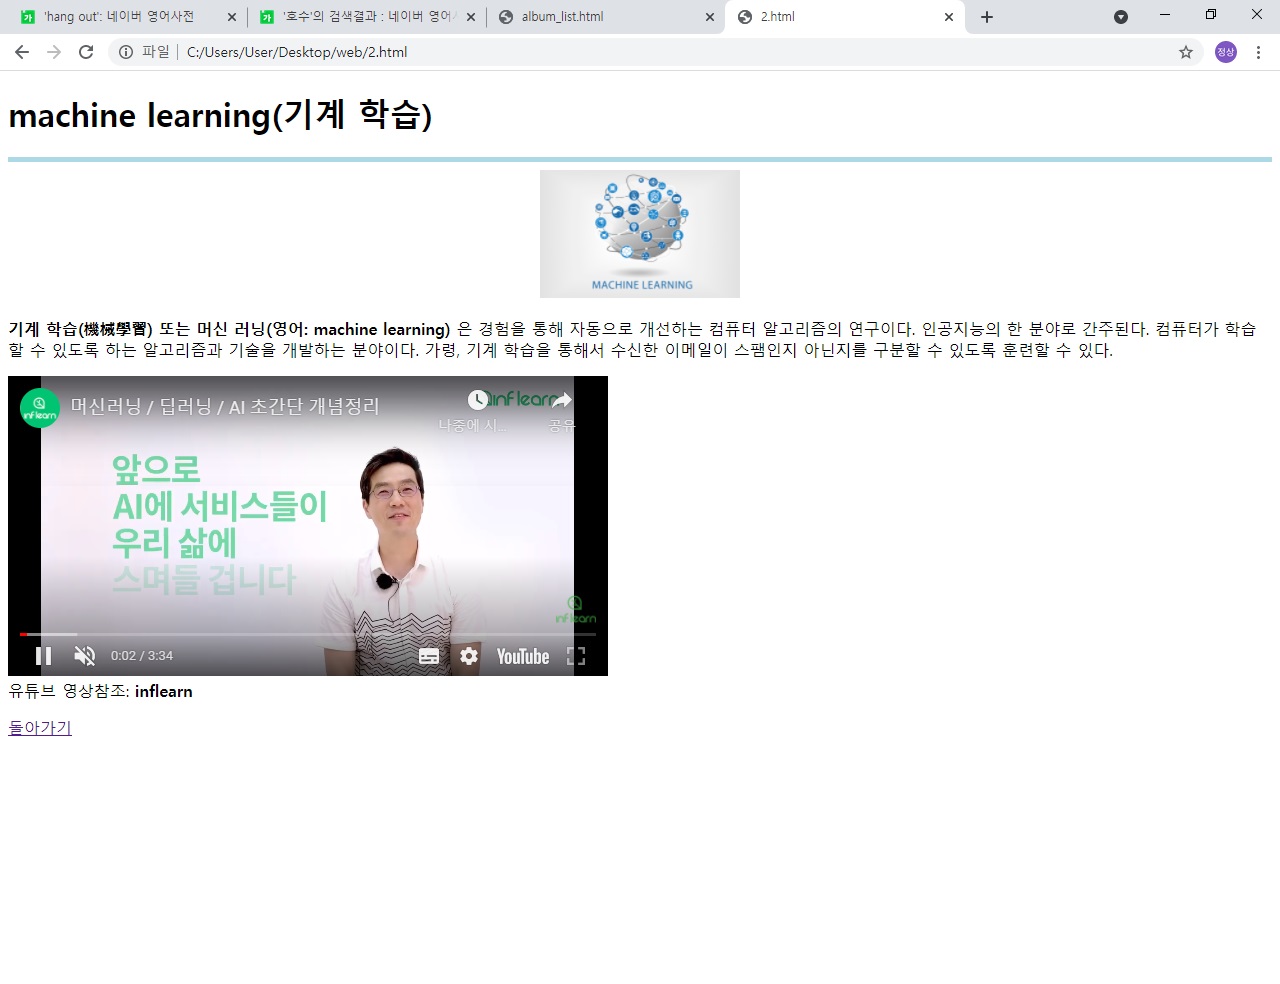 'hang out': 네이버 영어사전
'호수'의 검색결과 : 네이버 영어사
album_list.html
2.html
파일
C:/Users/User/Desktop/web/2.html
정상
machine learning(기계 학습)
MACHINE LEARNING
기계 학습(機械學習) 또는 머신 러닝(영어: machine learning) 은 경험을 통해 자동으로 개선하는 컴퓨터 알고리즘의 연구이다. 인공지능의 한 분야로 간주된다. 컴퓨터가 학습
할 수 있도록 하는 알고리즘과 기술을 개발하는 분야이다. 가령, 기계 학습을 통해서 수신한 이메일이 스팸인지 아닌지를 구분할 수 있도록 훈련할 수 있다.
inflearn
머신러닝 / 딥러닝 / AI 초간단 개념정리
inflearn
나중에 시...
공유
앞으로
AI에 서비스들이
우리 삶에
스며들 겁니다
inflearn
0:02 / 3:34
YouTube
유튜브 영상참조: inflearn
돌아가기